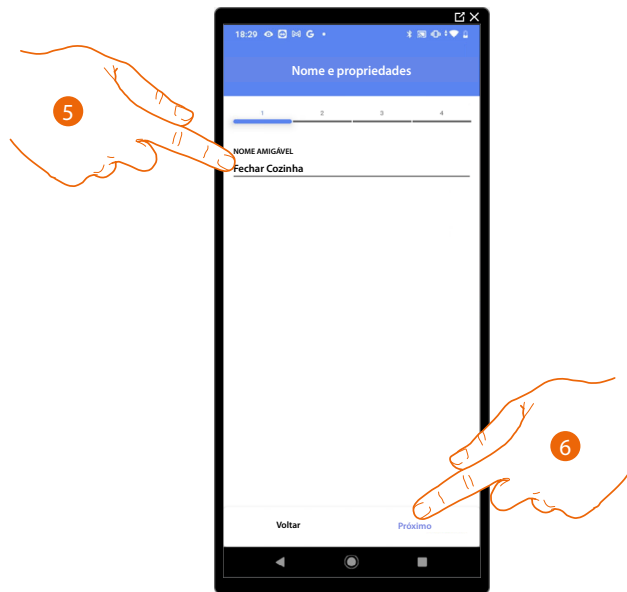 18:29
Nome e propriedades
1 2 3 4
NOME AMIGÁVEL
Fechar Cozinha
5
6
Voltar Próximo